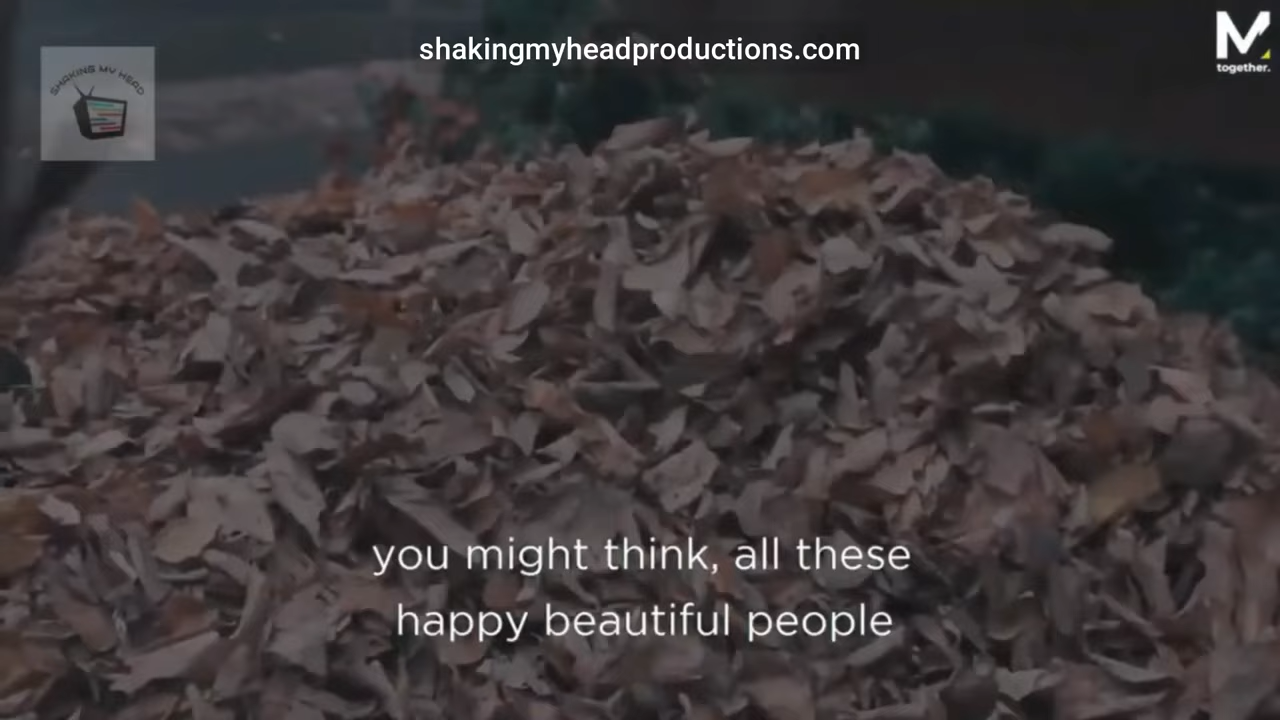 shakingmyheadproductions.com
M
together.
SHAKING MY HEAD
you might think, all these
happy beautiful people